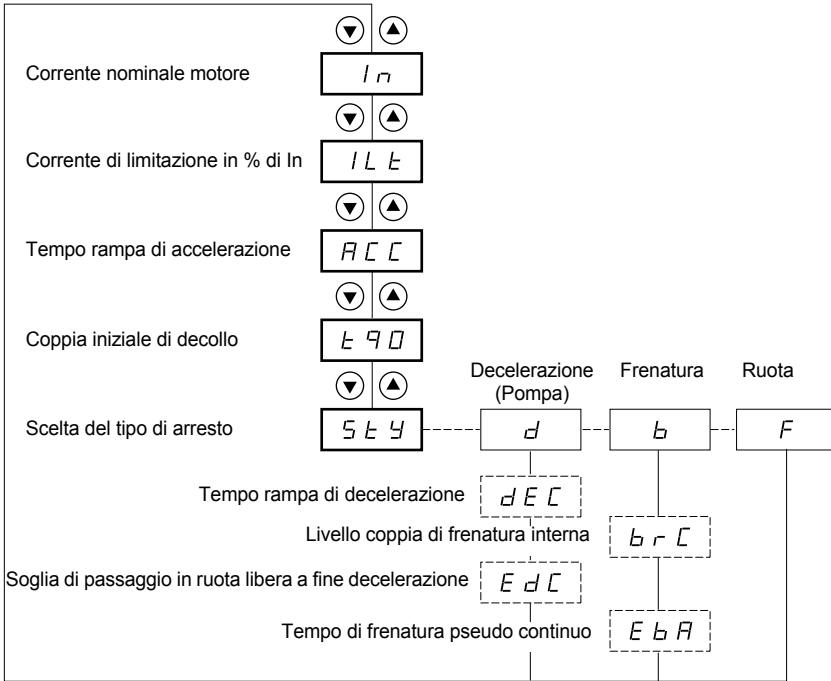 Corrente nominale motore
In
Corrente di limitazione in % di In
ILt
Tempo rampa di accelerazione
ACC
Coppia iniziale di decollo
tq0
Scelta del tipo di arresto
StY
Decelerazione
(Pompa)
d
Frenatura
b
Ruota
F
Tempo rampa di decelerazione
dEC
Livello coppia di frenatura interna
brC
Soglia di passaggio in ruota libera a fine decelerazione
EdC
Tempo di frenatura pseudo continuo
EbA